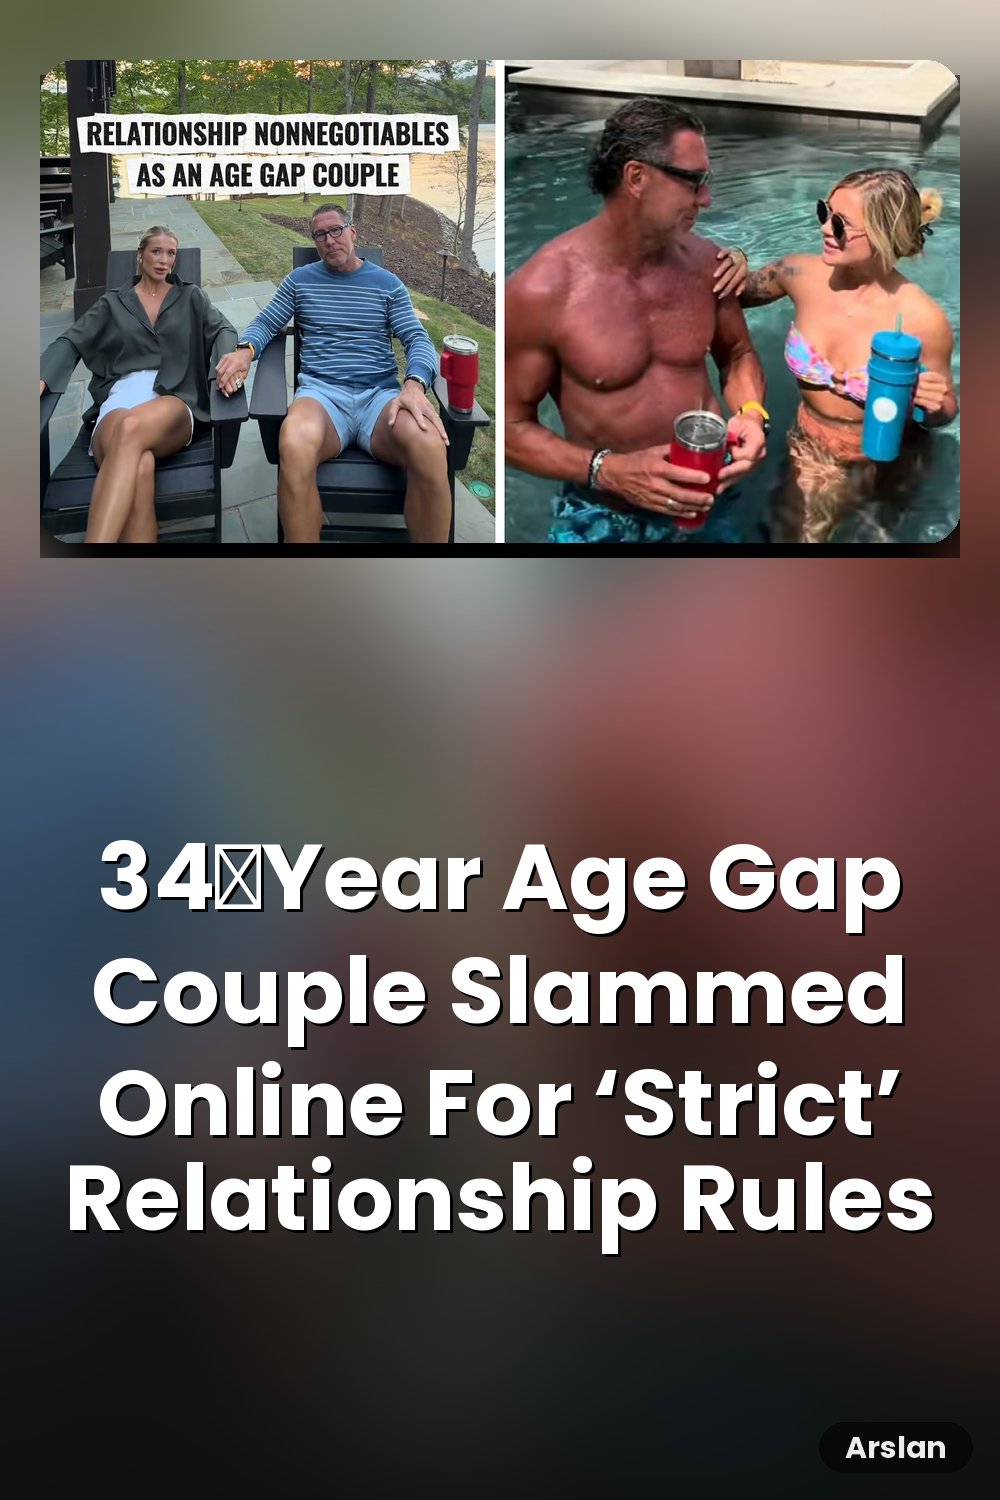 RELATIONSHIP NONNEGOTIABLES
AS AN AGE GAP COUPLE
34□Year Age Gap
Couple Slammed
Online For ‘Strict’
Relationship Rules
Arslan